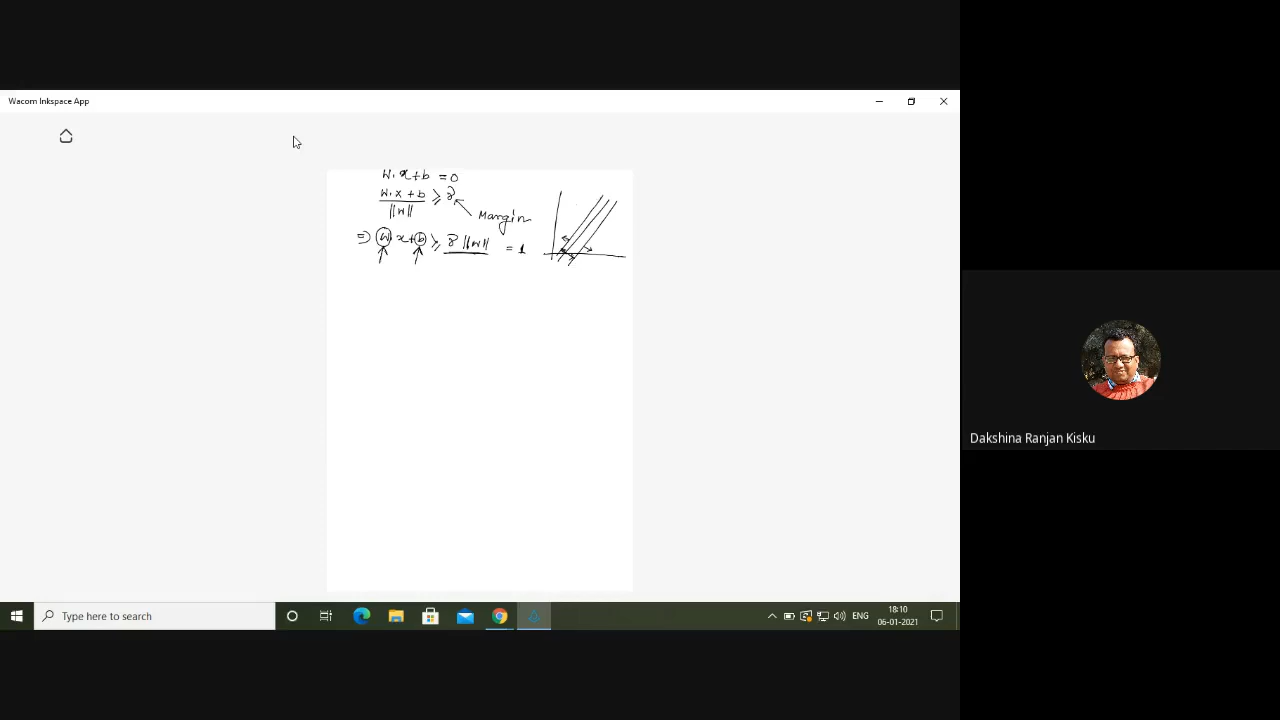 Wacom Inkspace App
w. x + b = 0
w. x + b / ||w|| ≥ γ
Margin
⇒ w. x + b ≥ γ ||w|| = 1
Dakshina Ranjan Kisku
Type here to search
ENG
18:10
06-01-2021